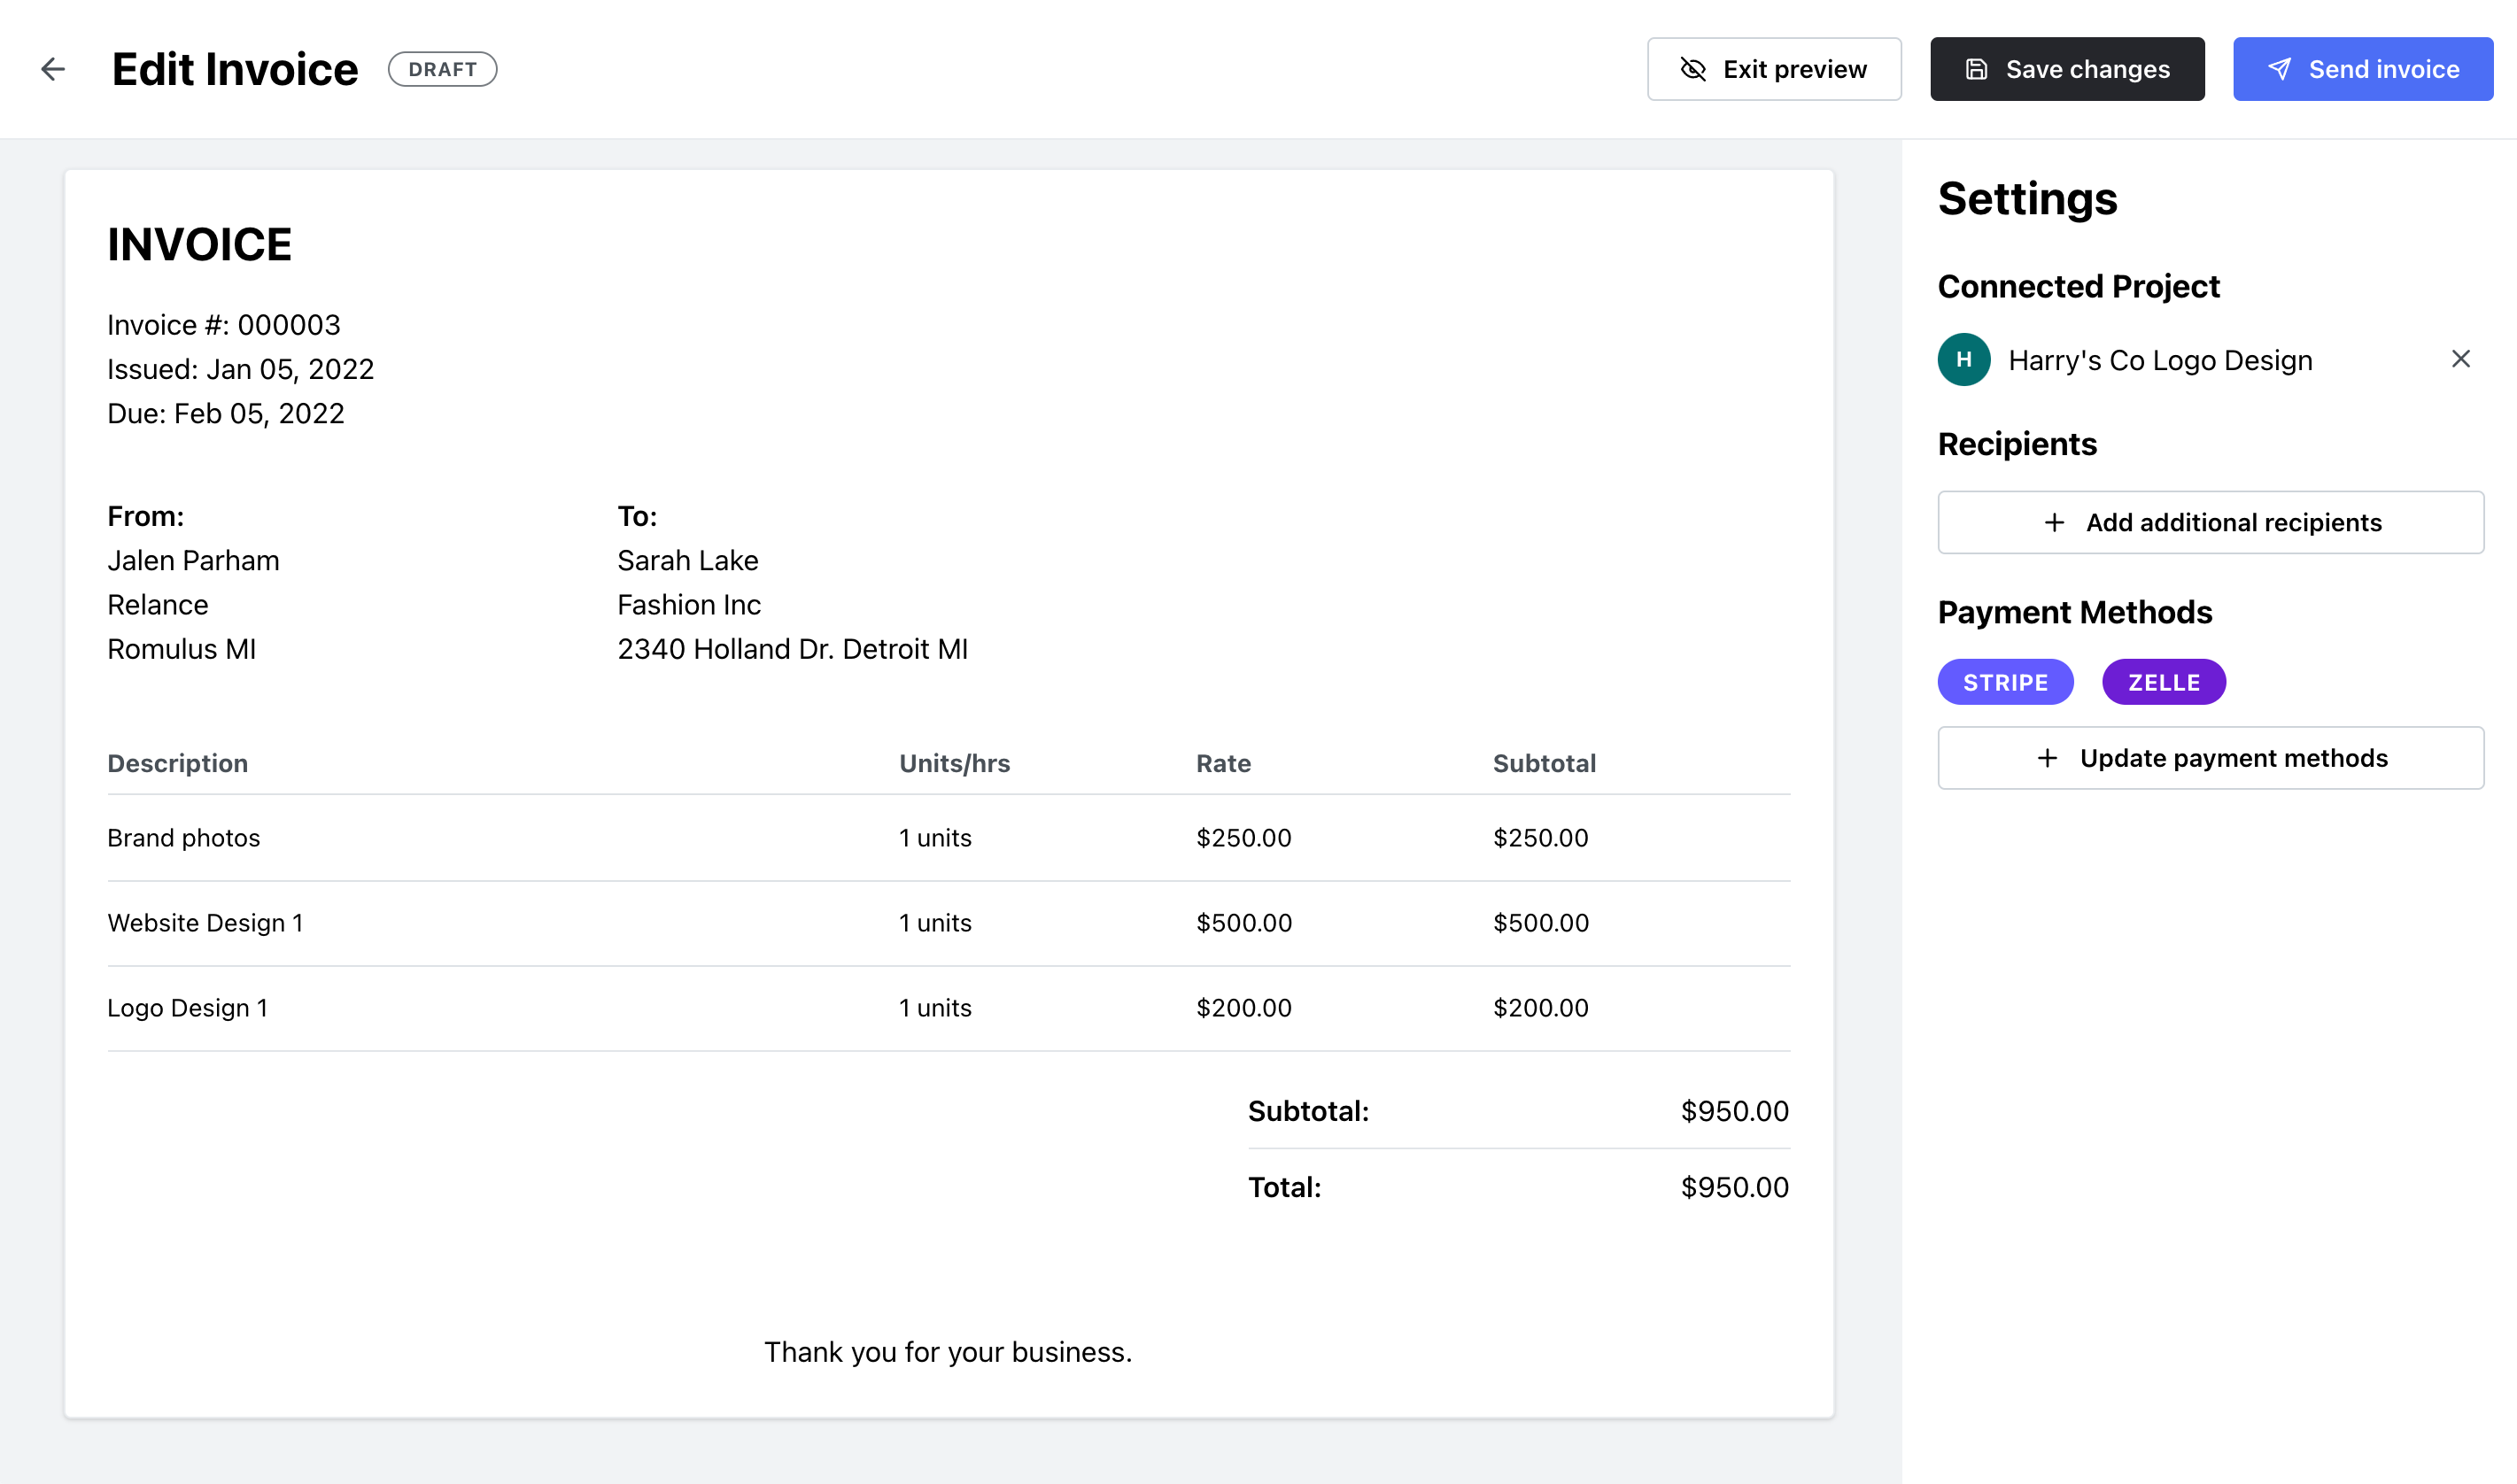 Edit Invoice DRAFT Exit preview Save changes Send invoice
INVOICE
Invoice #: 000003
Issued: Jan 05, 2022
Due: Feb 05, 2022
From:
Jalen Parham
Relance
Romulus MI
To:
Sarah Lake
Fashion Inc
2340 Holland Dr. Detroit MI
Description Units/hrs Rate Subtotal
Brand photos 1 units $250.00 $250.00
Website Design 1 1 units $500.00 $500.00
Logo Design 1 1 units $200.00 $200.00
Subtotal: $950.00
Total: $950.00
Thank you for your business.
Settings
Connected Project
H Harry's Co Logo Design
Recipients
Add additional recipients
Payment Methods
STRIPE ZELLE
Update payment methods